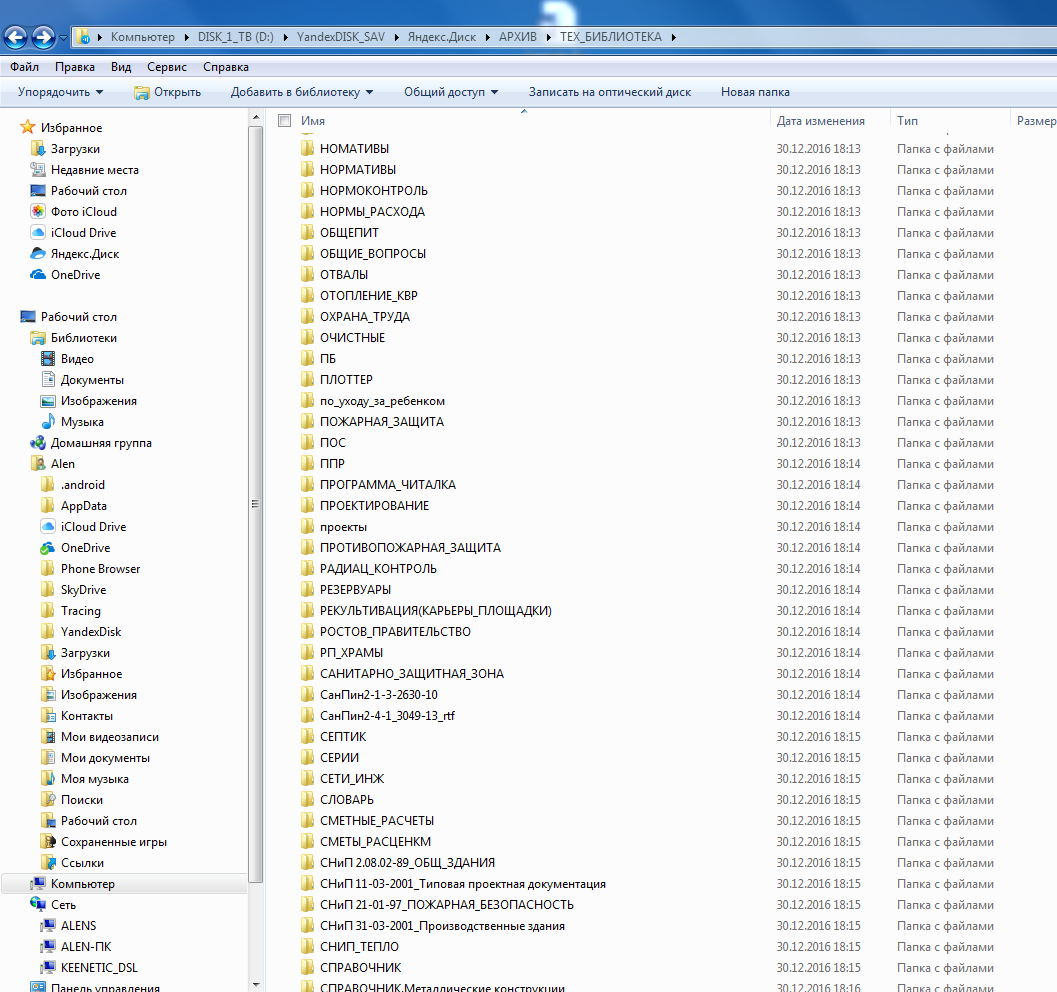 Компьютер ▸ DISK_1_TB (D:) ▸ YandexDISK_SAV ▸ Яндекс.Диск ▸ АРХИВ ▸ ТЕХ_БИБЛИОТЕКА ▸
Файл Правка Вид Сервис Справка
Упорядочить Открыть Добавить в библиотеку Общий доступ Записать на оптический диск Новая папка
Избранное
Загрузки
Недавние места
Рабочий стол
Фото iCloud
iCloud Drive
Яндекс.Диск
OneDrive
Рабочий стол
Библиотеки
Видео
Документы
Изображения
Музыка
Домашняя группа
Alen
.android
AppData
iCloud Drive
OneDrive
Phone Browser
SkyDrive
Tracing
YandexDisk
Загрузки
Избранное
Изображения
Контакты
Мои видеозаписи
Мои документы
Моя музыка
Поиски
Рабочий стол
Сохраненные игры
Ссылки
Компьютер
Сеть
ALENS
ALEN-ПК
KEENETIC_DSL
Панель управления
Имя Дата изменения Тип Размер
НОМАТИВЫ 30.12.2016 18:13 Папка с файлами
НОРМАТИВЫ 30.12.2016 18:13 Папка с файлами
НОРМОКОНТРОЛЬ 30.12.2016 18:13 Папка с файлами
НОРМЫ_РАСХОДА 30.12.2016 18:13 Папка с файлами
ОБЩЕПИТ 30.12.2016 18:13 Папка с файлами
ОБЩИЕ_ВОПРОСЫ 30.12.2016 18:13 Папка с файлами
ОТВАЛЫ 30.12.2016 18:13 Папка с файлами
ОТОПЛЕНИЕ_КВР 30.12.2016 18:13 Папка с файлами
ОХРАНА_ТРУДА 30.12.2016 18:13 Папка с файлами
ОЧИСТНЫЕ 30.12.2016 18:13 Папка с файлами
ПБ 30.12.2016 18:13 Папка с файлами
ПЛОТТЕР 30.12.2016 18:13 Папка с файлами
по_уходу_за_ребенком 30.12.2016 18:13 Папка с файлами
ПОЖАРНАЯ_ЗАЩИТА 30.12.2016 18:13 Папка с файлами
ПОС 30.12.2016 18:13 Папка с файлами
ППР 30.12.2016 18:14 Папка с файлами
ПРОГРАММА_ЧИТАЛКА 30.12.2016 18:14 Папка с файлами
ПРОЕКТИРОВАНИЕ 30.12.2016 18:14 Папка с файлами
проекты 30.12.2016 18:14 Папка с файлами
ПРОТИВОПОЖАРНАЯ_ЗАЩИТА 30.12.2016 18:14 Папка с файлами
РАДИАЦ_КОНТРОЛЬ 30.12.2016 18:14 Папка с файлами
РЕЗЕРВУАРЫ 30.12.2016 18:14 Папка с файлами
РЕКУЛЬТИВАЦИЯ(КАРЬЕРЫ_ПЛОЩАДКИ) 30.12.2016 18:14 Папка с файлами
РОСТОВ_ПРАВИТЕЛЬСТВО 30.12.2016 18:14 Папка с файлами
РП_ХРАМЫ 30.12.2016 18:14 Папка с файлами
САНИТАРНО_ЗАЩИТНАЯ_ЗОНА 30.12.2016 18:14 Папка с файлами
СанПин2-1-3-2630-10 30.12.2016 18:14 Папка с файлами
СанПин2-4-1_3049-13_rtf 30.12.2016 18:14 Папка с файлами
СЕПТИК 30.12.2016 18:15 Папка с файлами
СЕРИИ 30.12.2016 18:15 Папка с файлами
СЕТИ_ИНЖ 30.12.2016 18:15 Папка с файлами
СЛОВАРЬ 30.12.2016 18:15 Папка с файлами
СМЕТНЫЕ_РАСЧЕТЫ 30.12.2016 18:15 Папка с файлами
СМЕТЫ_РАСЦЕНКМ 30.12.2016 18:15 Папка с файлами
СНиП 2.08.02-89_ОБЩ_ЗДАНИЯ 30.12.2016 18:15 Папка с файлами
СНиП 11-03-2001_Типовая проектная документация 30.12.2016 18:15 Папка с файлами
СНиП 21-01-97_ПОЖАРНАЯ_БЕЗОПАСНОСТЬ 30.12.2016 18:15 Папка с файлами
СНиП 31-03-2001_Производственные здания 30.12.2016 18:15 Папка с файлами
СНИП_ТЕПЛО 30.12.2016 18:15 Папка с файлами
СПРАВОЧНИК 30.12.2016 18:15 Папка с файлами
СПРАВОЧНИК.Металлические конструкции 30.12.2016 18:16 Папка с файлами